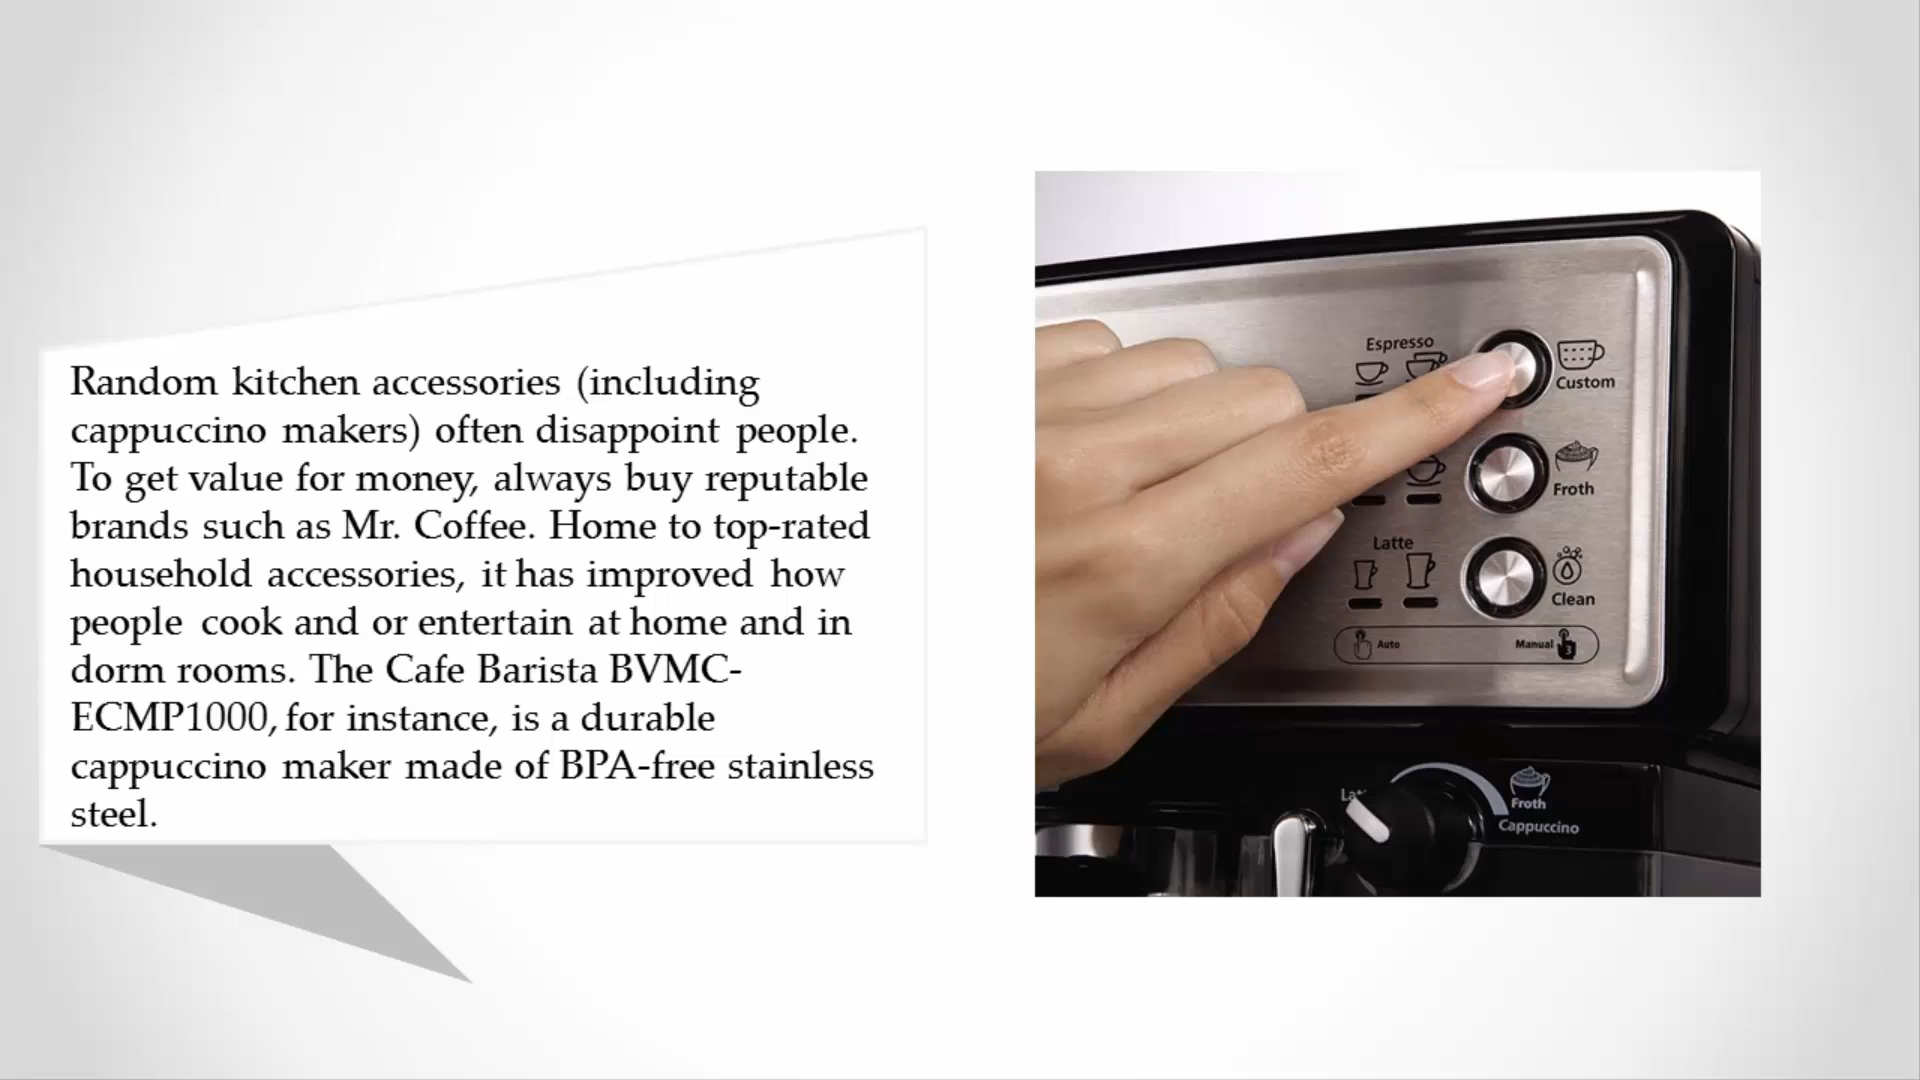 Random kitchen accessories (including
cappuccino makers) often disappoint people.
To get value for money, always buy reputable
brands such as Mr. Coffee. Home to top-rated
household accessories, it has improved how
people cook and or entertain at home and in
dorm rooms. The Cafe Barista BVMC-
ECMP1000, for instance, is a durable
cappuccino maker made of BPA-free stainless
steel.
Espresso
Custom
Froth
Latte
Clean
Auto
Manual
3
Froth
Cappuccino